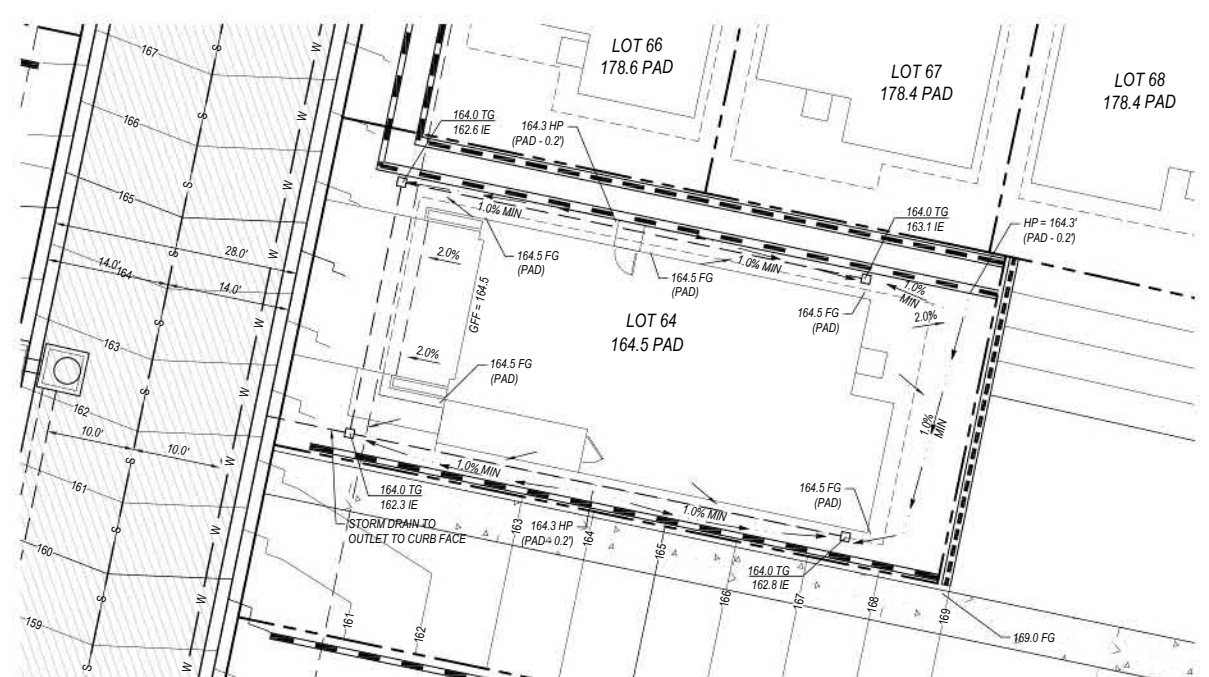 LOT 66
178.6 PAD
LOT 67
178.4 PAD
LOT 68
178.4 PAD
167
166
165
164
163
162
161
160
159
S
S
S
S
S
S
S
W
W
W
W
W
W
W
W
28.0'
14.0'
14.0'
10.0'
10.0'
164.0 TG
162.6 IE
164.3 HP
(PAD - 0.2')
1.0% MIN
164.0 TG
163.1 IE
HP = 164.3'
(PAD - 0.2')
2.0%
164.5 FG
(PAD)
164.5 FG
(PAD)
1.0% MIN
1.0%
MIN
164.5 FG
(PAD)
2.0%
GFF = 164.5
LOT 64
164.5 PAD
2.0%
164.5 FG
(PAD)
1.0%
MIN
1.0% MIN
164.0 TG
162.3 IE
STORM DRAIN TO
OUTLET TO CURB FACE
164.3 HP
(PAD - 0.2')
1.0% MIN
164.5 FG
(PAD)
164.0 TG
162.8 IE
161
162
163
164
165
166
167
168
169
169.0 FG